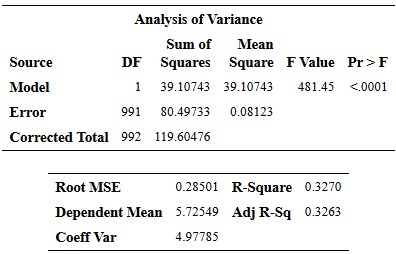 Analysis of Variance
Source DF Sum of Squares Mean Square F Value Pr > F
Model 1 39.10743 39.10743 481.45 <.0001
Error 991 80.49733 0.08123
Corrected Total 992 119.60476
Root MSE 0.28501 R-Square 0.3270
Dependent Mean 5.72549 Adj R-Sq 0.3263
Coeff Var 4.97785